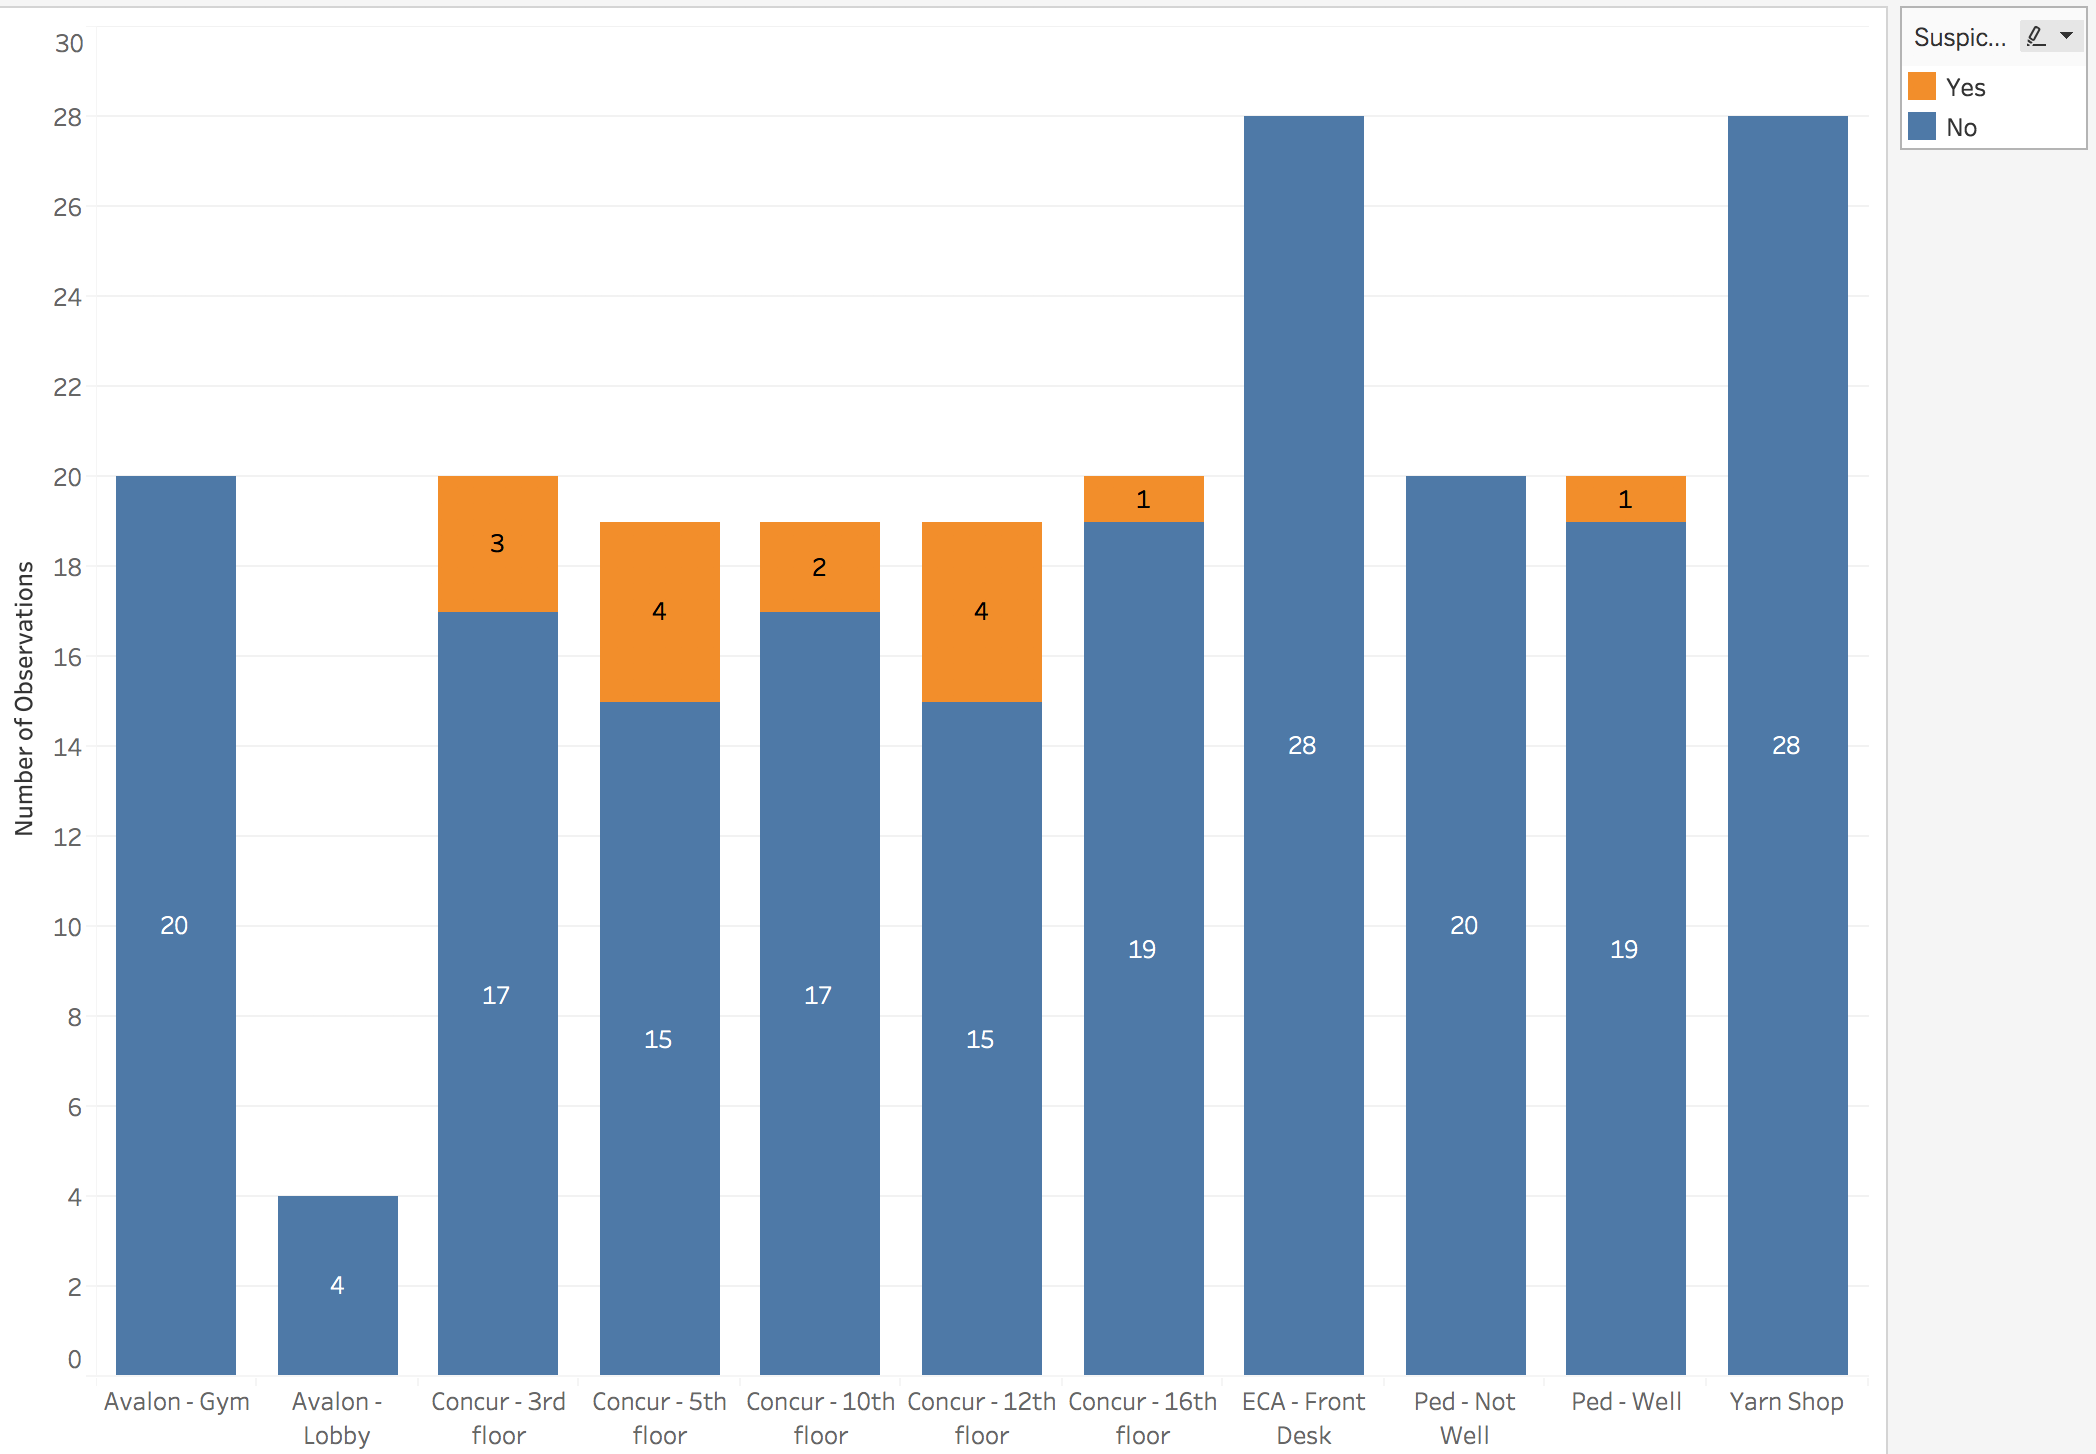 Suspic...
Yes
No
Number of Observations
30
28
26
24
22
20
18
16
14
12
10
8
6
4
2
0
20
4
3
17
4
15
2
17
4
15
1
19
28
20
1
19
28
Avalon - Gym
Avalon -
Lobby
Concur - 3rd
floor
Concur - 5th
floor
Concur - 10th
floor
Concur - 12th
floor
Concur - 16th
floor
ECA - Front
Desk
Ped - Not
Well
Ped - Well
Yarn Shop